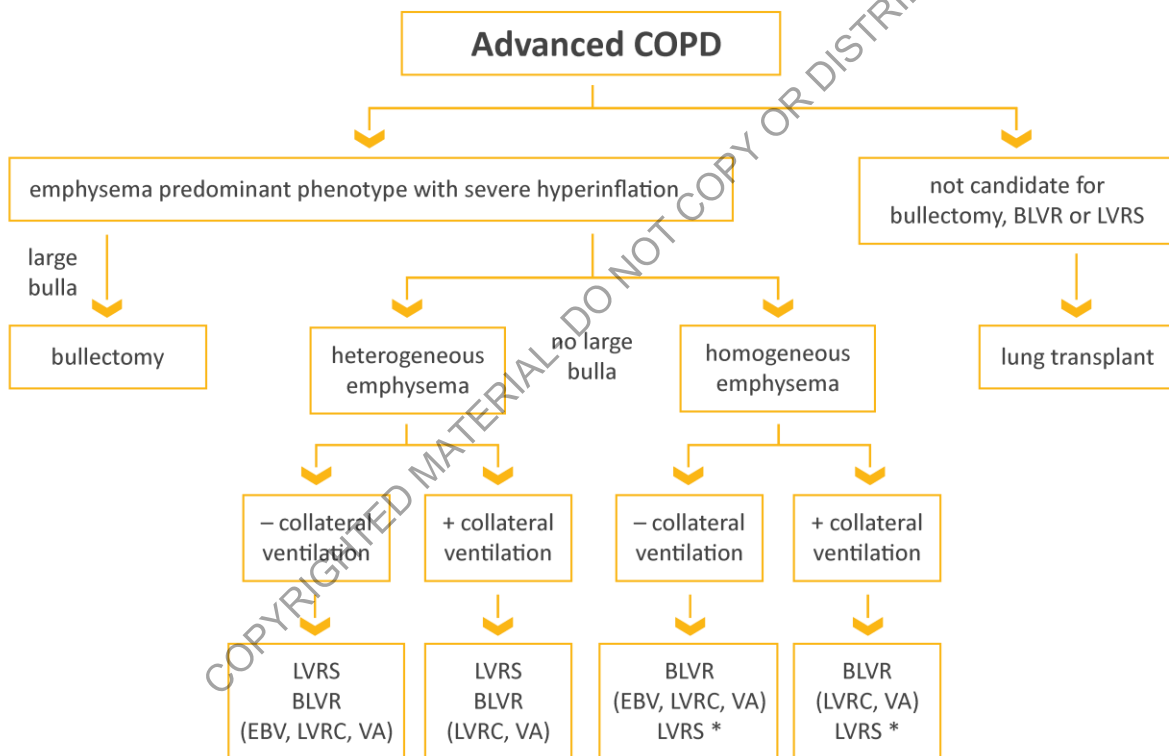 Advanced COPD
emphysema predominant phenotype with severe hyperinflation
not candidate for
bullectomy, BLVR or LVRS
large
bulla
bullectomy
heterogeneous
emphysema
no large
bulla
homogeneous
emphysema
lung transplant
– collateral
ventilation
+ collateral
ventilation
– collateral
ventilation
+ collateral
ventilation
LVRS
BLVR
(EBV, LVRC, VA)
LVRS
BLVR
(LVRC, VA)
BLVR
(EBV, LVRC, VA)
LVRS *
BLVR
(LVRC, VA)
LVRS *
COPYRIGHTED MATERIAL - DO NOT COPY OR